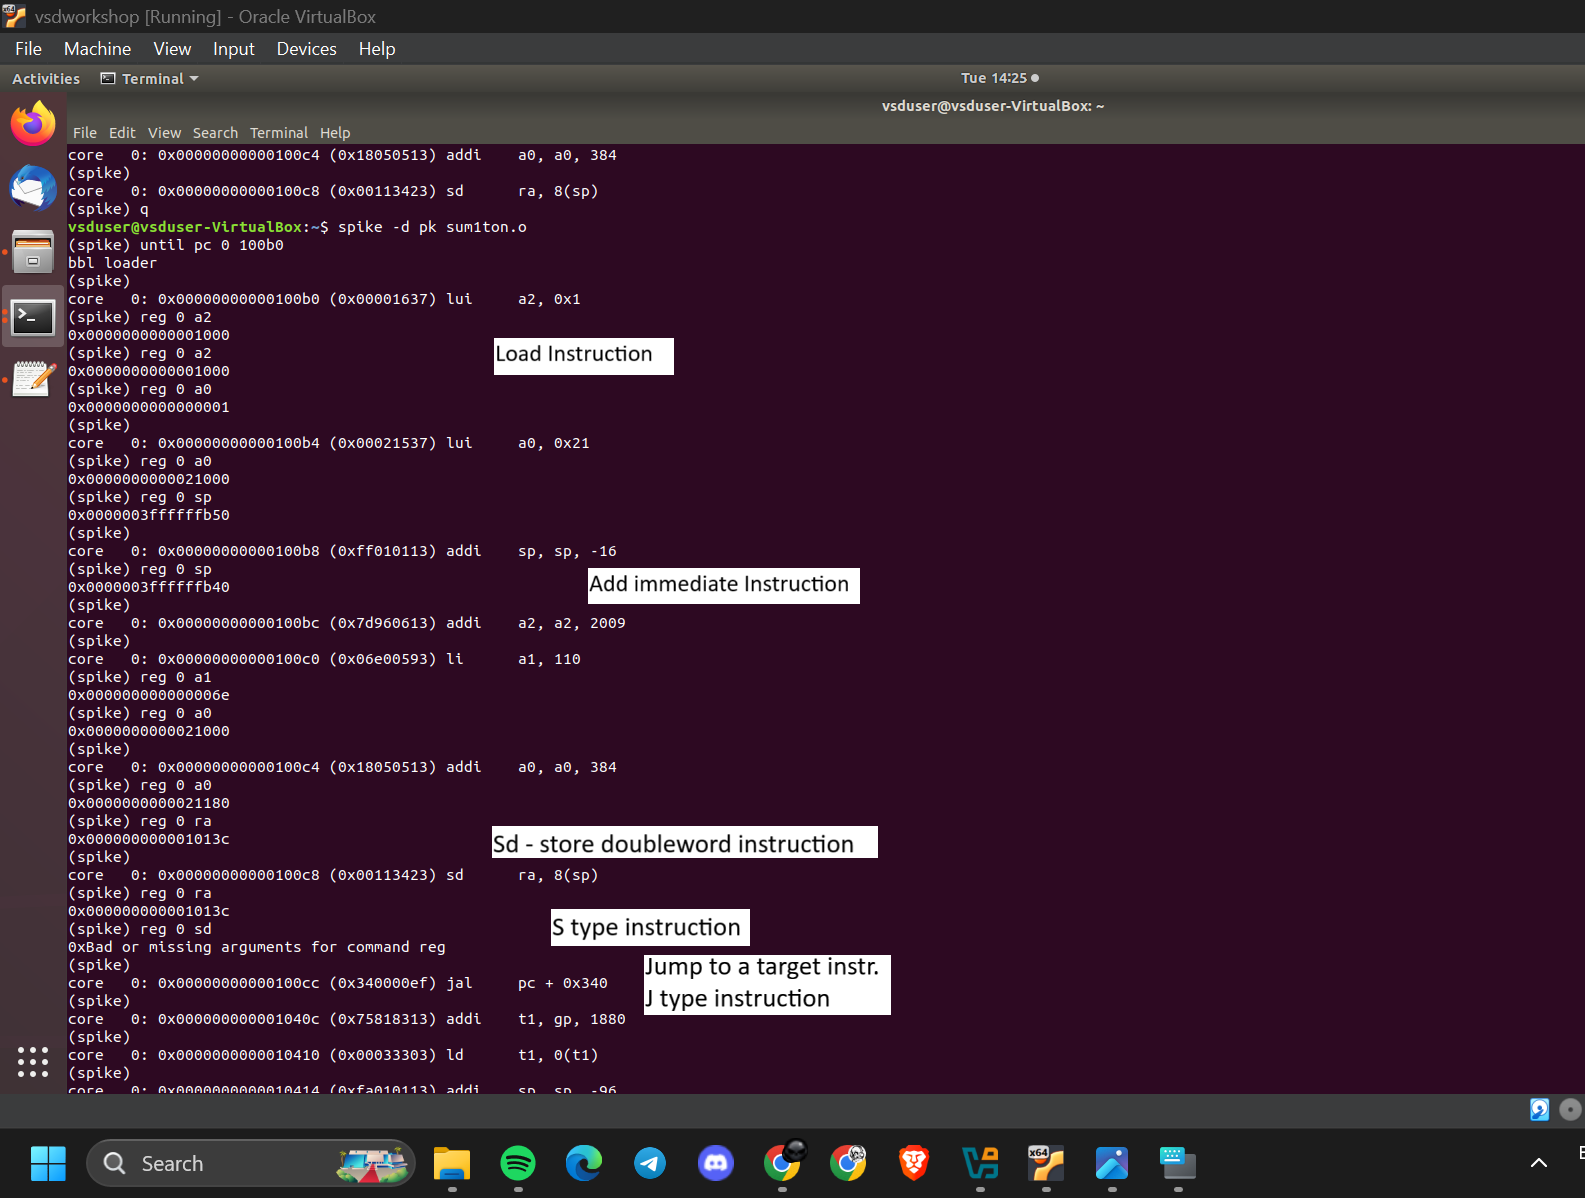 vsdworkshop [Running] - Oracle VirtualBox
File Machine View Input Devices Help
Activities Terminal Tue 14:25
vsduser@vsduser-VirtualBox: ~
File Edit View Search Terminal Help
core   0: 0x00000000000100c4 (0x18050513) addi    a0, a0, 384
(spike)
core   0: 0x00000000000100c8 (0x00113423) sd      ra, 8(sp)
(spike) q
vsduser@vsduser-VirtualBox:~$ spike -d pk sum1ton.o
(spike) until pc 0 100b0
bbl loader
(spike)
core   0: 0x00000000000100b0 (0x00001637) lui     a2, 0x1
(spike) reg 0 a2
0x0000000000001000
(spike) reg 0 a2
Load Instruction
0x0000000000001000
(spike) reg 0 a0
0x0000000000000001
(spike)
core   0: 0x00000000000100b4 (0x00021537) lui     a0, 0x21
(spike) reg 0 a0
0x0000000000021000
(spike) reg 0 sp
0x0000003ffffffb50
(spike)
core   0: 0x00000000000100b8 (0xff010113) addi    sp, sp, -16
(spike) reg 0 sp
0x0000003ffffffb40
Add immediate Instruction
(spike)
core   0: 0x00000000000100bc (0x7d960613) addi    a2, a2, 2009
(spike)
core   0: 0x00000000000100c0 (0x06e00593) li      a1, 110
(spike) reg 0 a1
0x000000000000006e
(spike) reg 0 a0
0x0000000000021000
(spike)
core   0: 0x00000000000100c4 (0x18050513) addi    a0, a0, 384
(spike) reg 0 a0
0x0000000000021180
(spike) reg 0 ra
0x000000000001013c
Sd - store doubleword instruction
(spike)
core   0: 0x00000000000100c8 (0x00113423) sd      ra, 8(sp)
(spike) reg 0 ra
0x000000000001013c
(spike) reg 0 sd
S type instruction
0xBad or missing arguments for command reg
(spike)
Jump to a target instr.
core   0: 0x00000000000100cc (0x340000ef) jal     pc + 0x340
J type instruction
(spike)
core   0: 0x000000000001040c (0x75818313) addi    t1, gp, 1880
(spike)
core   0: 0x0000000000010410 (0x00033303) ld      t1, 0(t1)
(spike)
core   0: 0x0000000000010414 (0xfa010113) addi    sp, sp, -96
Search